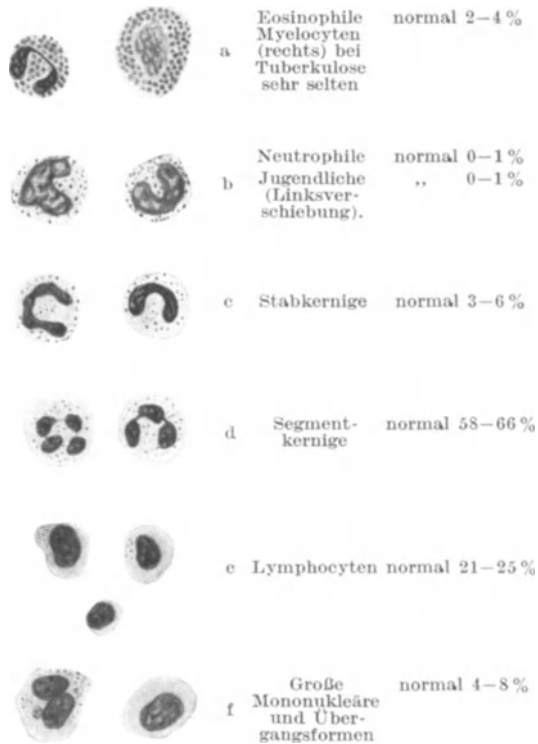 Eosinophile normal 2–4 %
Myelocyten
a (rechts) bei
Tuberkulose
sehr selten
Neutrophile normal 0–1 %
b Jugendliche „ 0–1 %
(Linksver-
schiebung).
c Stabkernige normal 3–6 %
d Segment- normal 58–66 %
kernige
e Lymphocyten normal 21–25 %
Große normal 4–8 %
f Mononukleäre
und Über-
gangsformen